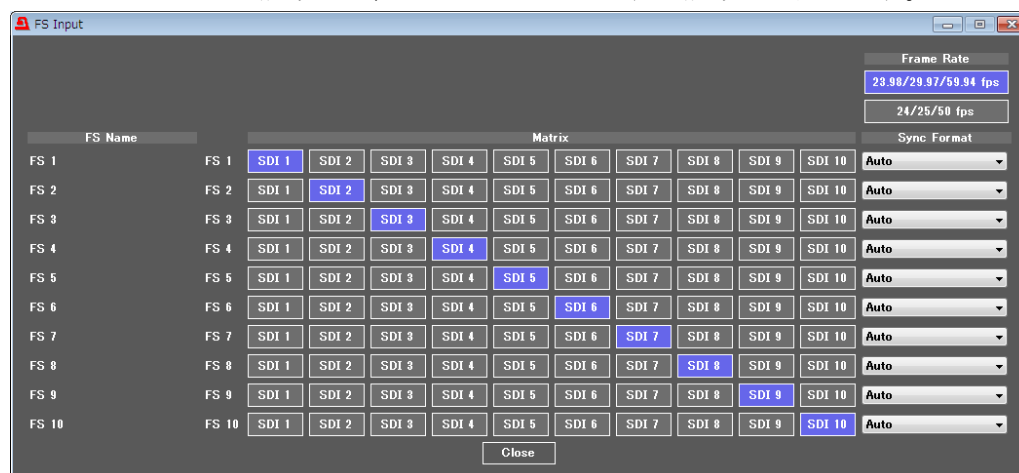 FS Input
Frame Rate
23.98/29.97/59.94 fps
24/25/50 fps
FS Name Matrix Sync Format
FS 1 FS 1 SDI 1 SDI 2 SDI 3 SDI 4 SDI 5 SDI 6 SDI 7 SDI 8 SDI 9 SDI 10 Auto
FS 2 FS 2 SDI 1 SDI 2 SDI 3 SDI 4 SDI 5 SDI 6 SDI 7 SDI 8 SDI 9 SDI 10 Auto
FS 3 FS 3 SDI 1 SDI 2 SDI 3 SDI 4 SDI 5 SDI 6 SDI 7 SDI 8 SDI 9 SDI 10 Auto
FS 4 FS 4 SDI 1 SDI 2 SDI 3 SDI 4 SDI 5 SDI 6 SDI 7 SDI 8 SDI 9 SDI 10 Auto
FS 5 FS 5 SDI 1 SDI 2 SDI 3 SDI 4 SDI 5 SDI 6 SDI 7 SDI 8 SDI 9 SDI 10 Auto
FS 6 FS 6 SDI 1 SDI 2 SDI 3 SDI 4 SDI 5 SDI 6 SDI 7 SDI 8 SDI 9 SDI 10 Auto
FS 7 FS 7 SDI 1 SDI 2 SDI 3 SDI 4 SDI 5 SDI 6 SDI 7 SDI 8 SDI 9 SDI 10 Auto
FS 8 FS 8 SDI 1 SDI 2 SDI 3 SDI 4 SDI 5 SDI 6 SDI 7 SDI 8 SDI 9 SDI 10 Auto
FS 9 FS 9 SDI 1 SDI 2 SDI 3 SDI 4 SDI 5 SDI 6 SDI 7 SDI 8 SDI 9 SDI 10 Auto
FS 10 FS 10 SDI 1 SDI 2 SDI 3 SDI 4 SDI 5 SDI 6 SDI 7 SDI 8 SDI 9 SDI 10 Auto
Close